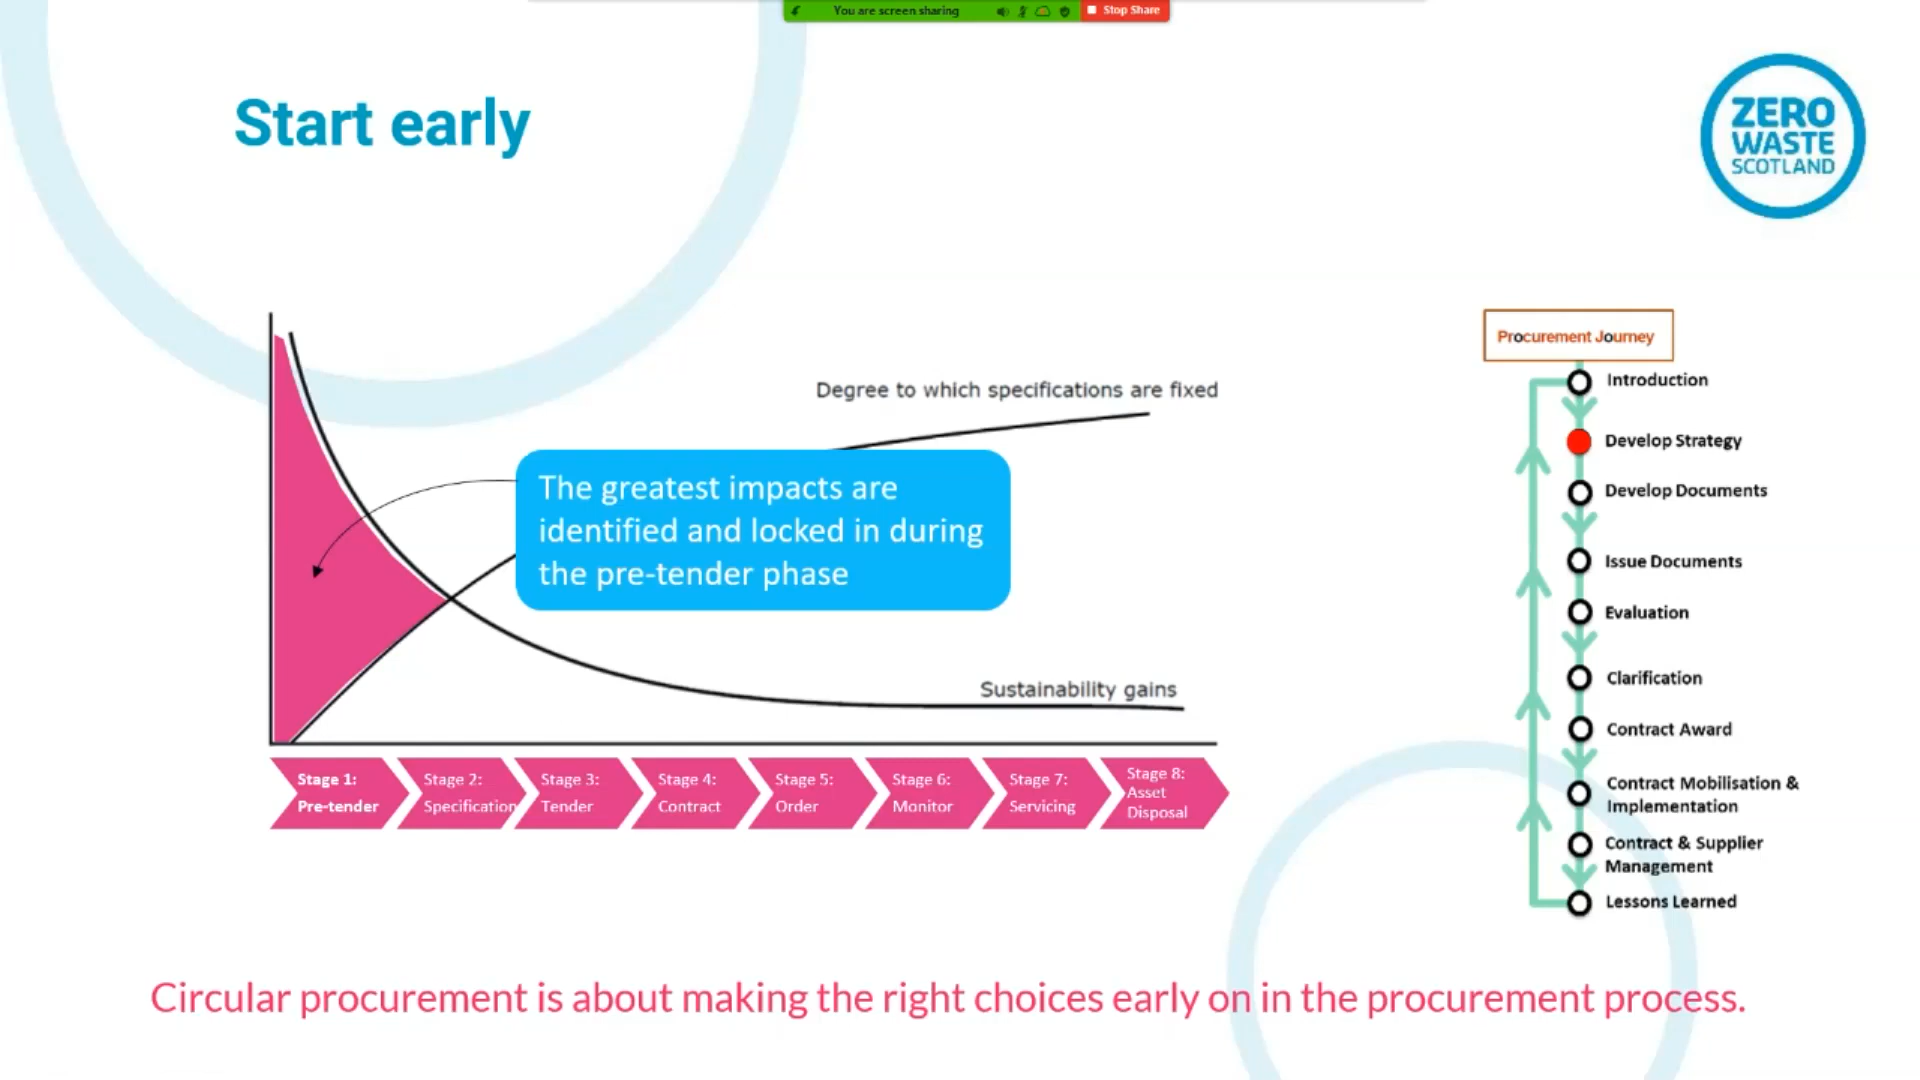 You are screen sharing
Stop Share
Start early
ZERO
WASTE
SCOTLAND
Degree to which specifications are fixed
The greatest impacts are
identified and locked in during
the pre-tender phase
Sustainability gains
Stage 1:
Pre-tender
Stage 2:
Specification
Stage 3:
Tender
Stage 4:
Contract
Stage 5:
Order
Stage 6:
Monitor
Stage 7:
Servicing
Stage 8:
Asset
Disposal
Procurement Journey
Introduction
Develop Strategy
Develop Documents
Issue Documents
Evaluation
Clarification
Contract Award
Contract Mobilisation &
Implementation
Contract & Supplier
Management
Lessons Learned
Circular procurement is about making the right choices early on in the procurement process.